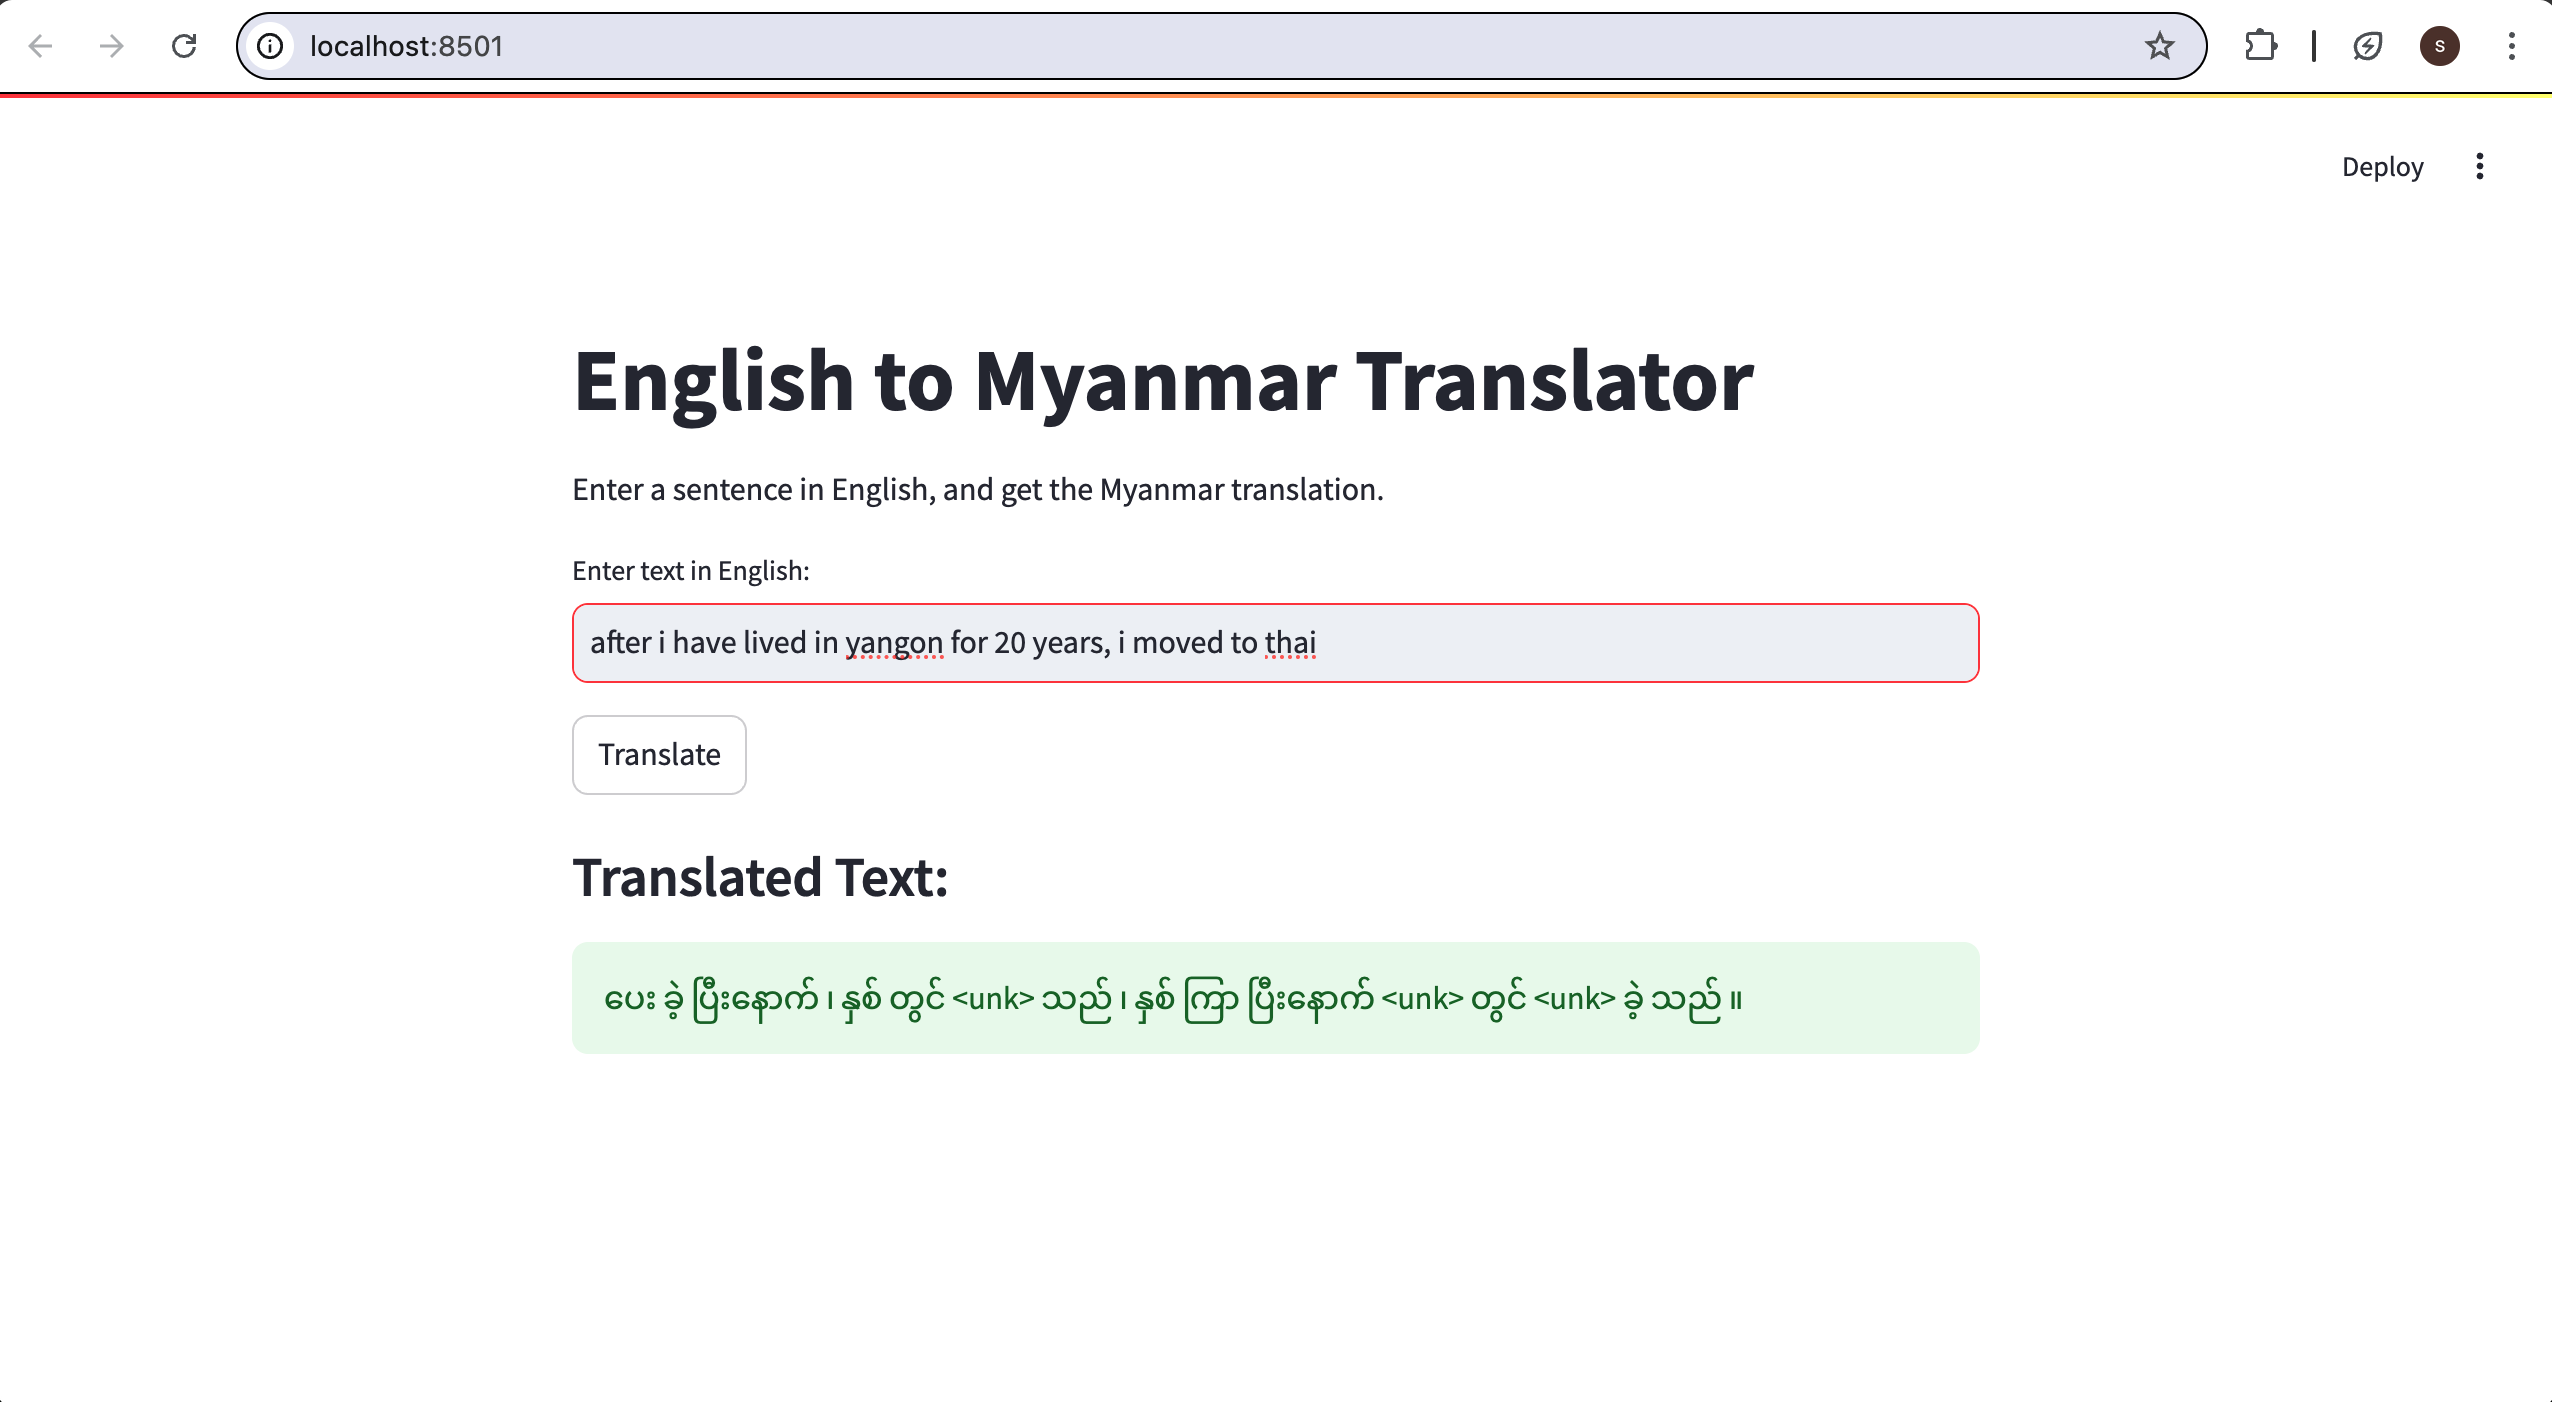 localhost:8501
S
Deploy
English to Myanmar Translator
Enter a sentence in English, and get the Myanmar translation.
Enter text in English:
after i have lived in yangon for 20 years, i moved to thai
Translate
Translated Text:
ပေး ခဲ့ ပြီးနောက် ၊ နှစ် တွင် <unk> သည် ၊ နှစ် ကြာ ပြီးနောက် <unk> တွင် <unk> ခဲ့ သည် ။